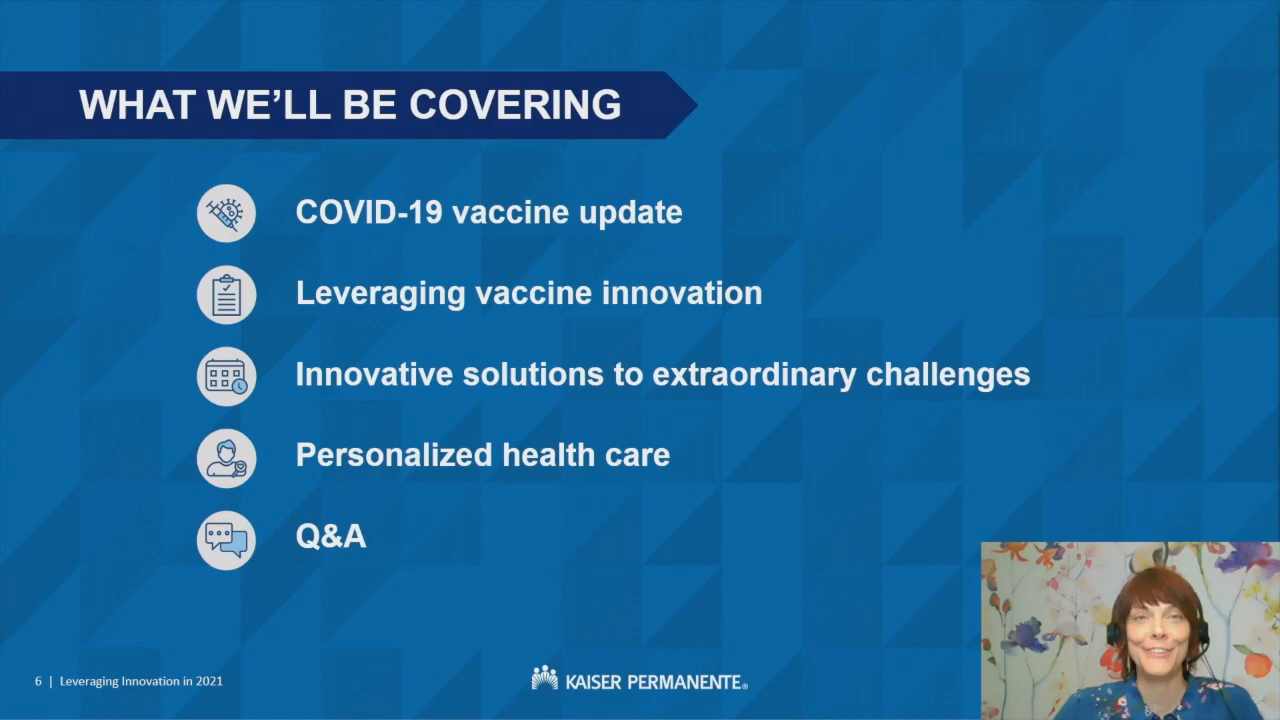 WHAT WE’LL BE COVERING
COVID-19 vaccine update
Leveraging vaccine innovation
Innovative solutions to extraordinary challenges
Personalized health care
Q&A
6 | Leveraging Innovation in 2021
KAISER PERMANENTE®